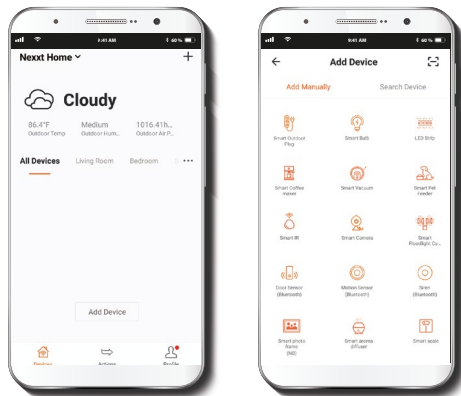 9:41 AM
60 %
Nexxt Home
Cloudy
86.4°F
Medium
1016.41h...
Outdoor Temp
Outdoor Hum..
Outdoor Air P..
All Devices
Living Room
Bedroom
Add Device
Devices
Actions
Profile
9:41 AM
60 %
Add Device
Add Manually
Search Device
Smart Outdoor
Plug
Smart Bulb
LED Strip
Smart Coffee
maker
Smart Vacuum
Smart Pet
Feeder
Smart IR
Smart Camera
Smart
Floodlight Ca...
Door Sensor
(Bluetooth)
Motion Sensor
(Bluetooth)
Siren
(Bluetooth)
Smart photo
frame
Smart aroma
diffuser
Smart scale